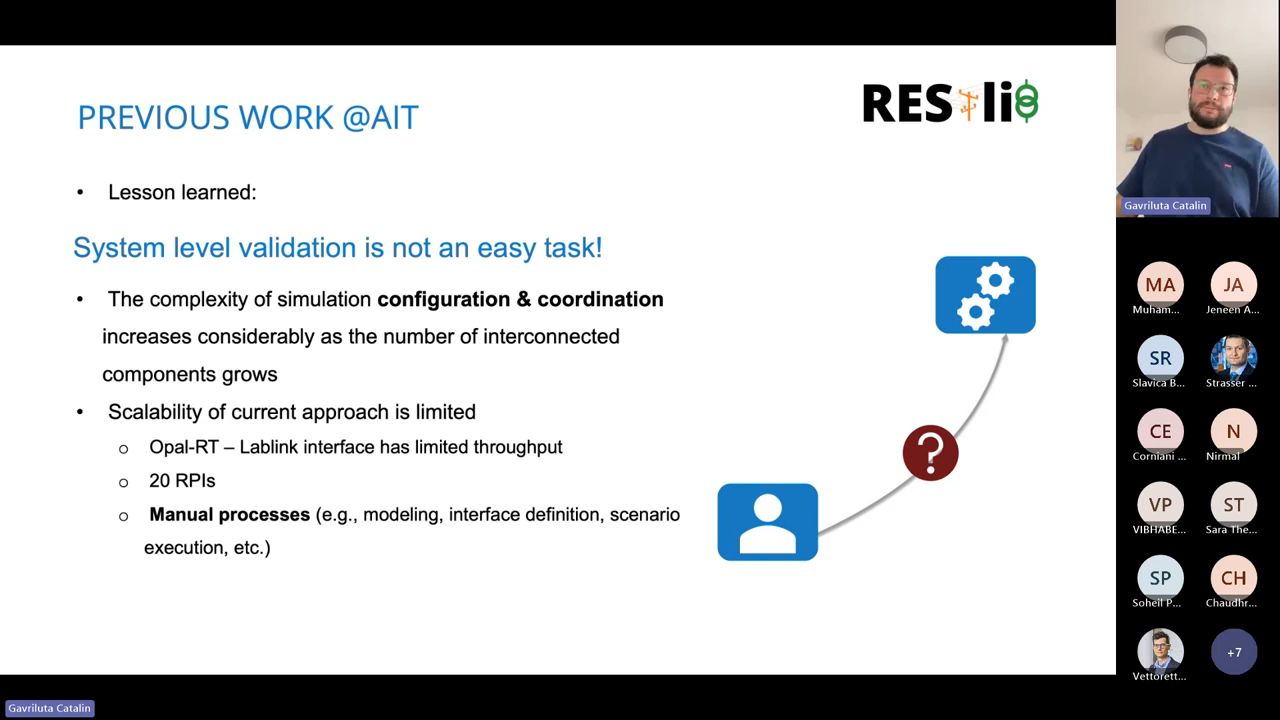 PREVIOUS WORK @AIT
RES li
• Lesson learned:
System level validation is not an easy task!
• The complexity of simulation configuration & coordination
increases considerably as the number of interconnected
components grows
• Scalability of current approach is limited
o Opal-RT – Lablink interface has limited throughput
o 20 RPIs
o Manual processes (e.g., modeling, interface definition, scenario
execution, etc.)
?
Gavriluta Catalin
MA
Muham...
JA
Jeneen A...
SR
Slavica B...
Strasser ...
CE
Corniani ...
N
Nirmal
VP
VIBHABE...
ST
Sara The...
SP
Soheil P...
CH
Chaudhr...
Vettorett...
+7
Gavriluta Catalin